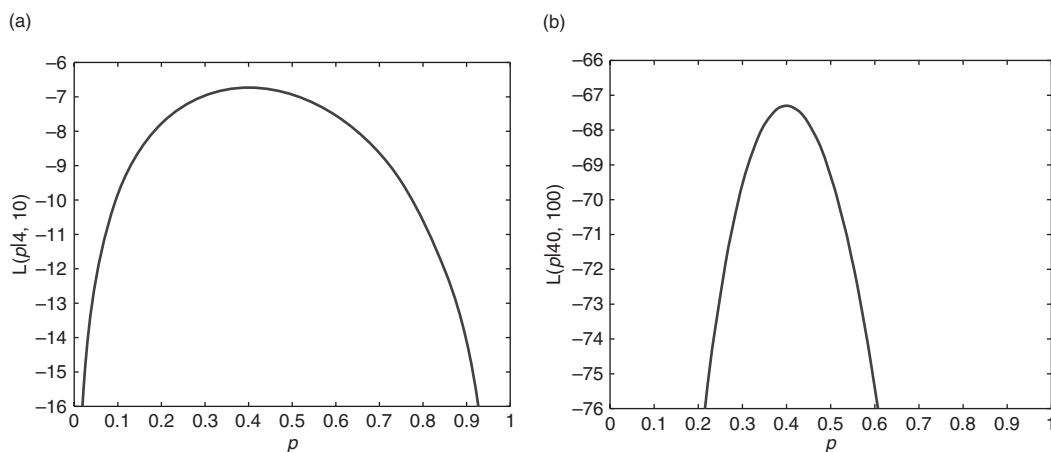 (a)
L(p|4, 10)
–6
–7
–8
–9
–10
–11
–12
–13
–14
–15
–16
0 0.1 0.2 0.3 0.4 0.5 0.6 0.7 0.8 0.9 1
p
(b)
L(p|40, 100)
–66
–67
–68
–69
–70
–71
–72
–73
–74
–75
–76
0 0.1 0.2 0.3 0.4 0.5 0.6 0.7 0.8 0.9 1
p